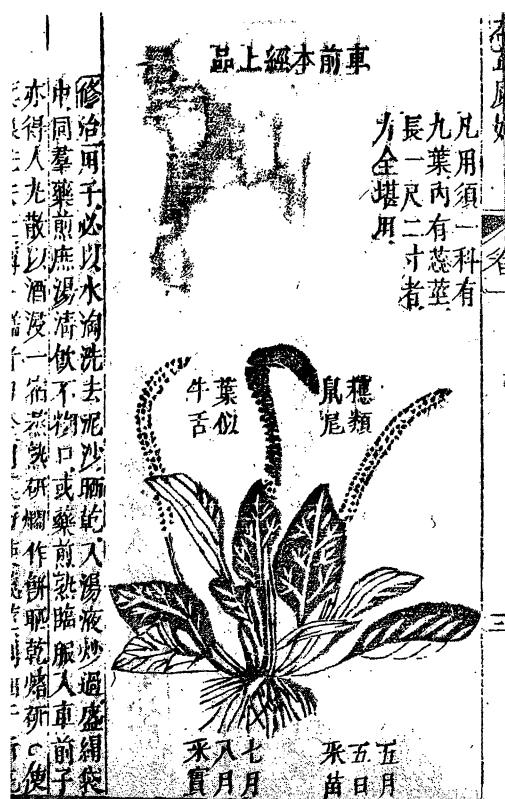 車前本經上品
凡用須一科有
九葉內有蕊莖
長一尺二寸者
力全堪用
穗類
鼠尾
葉似
牛舌
五月
五日
采苗
七月
八月
采實
修治用子必以水淘洗去泥沙晒乾入湯液炒過盛絹袋
中同羣藥煎庶湯清飲不物口或藥煎熟臨服入車前子
亦得入丸散以酒浸一宿蒸熟研爛作餅晒乾焙研○使